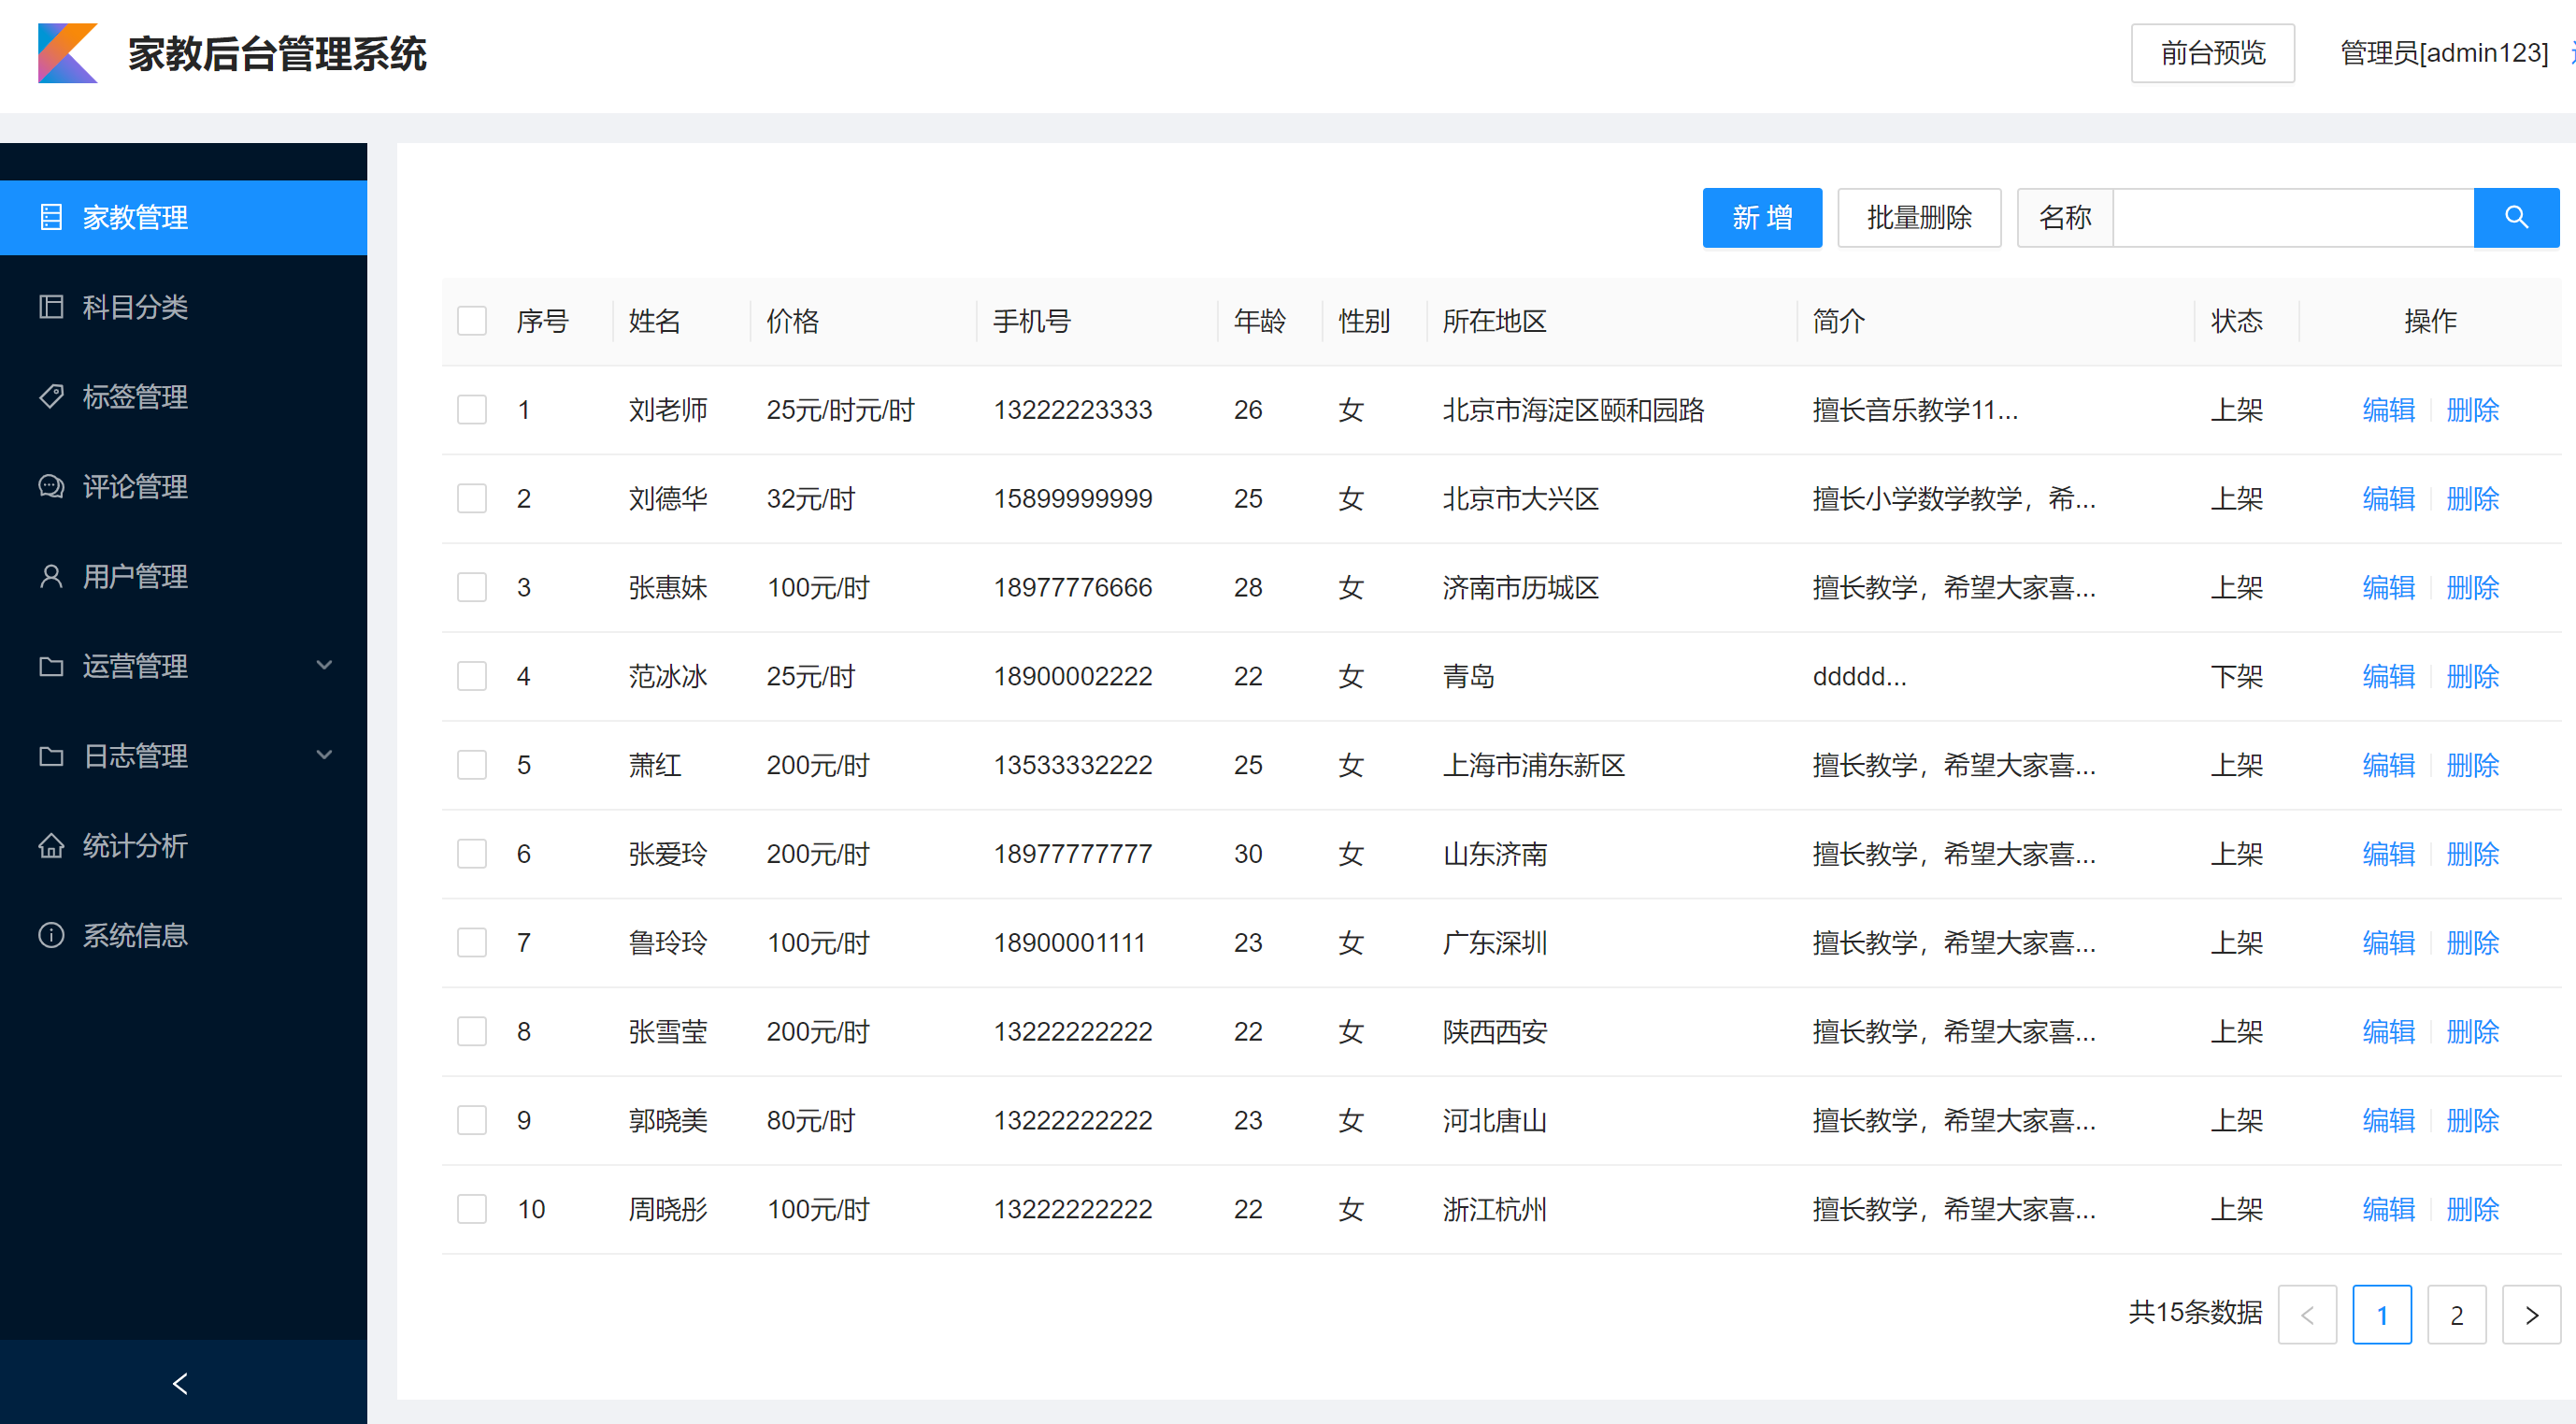 家教后台管理系统
前台预览 管理员[admin123]
家教管理
科目分类
标签管理
评论管理
用户管理
运营管理
日志管理
统计分析
系统信息
新 增 批量删除 名称
序号 姓名 价格 手机号 年龄 性别 所在地区 简介 状态 操作
1 刘老师 25元/时元/时 13222223333 26 女 北京市海淀区颐和园路 擅长音乐教学11... 上架 编辑 删除
2 刘德华 32元/时 15899999999 25 女 北京市大兴区 擅长小学数学教学，希... 上架 编辑 删除
3 张惠妹 100元/时 18977776666 28 女 济南市历城区 擅长教学，希望大家喜... 上架 编辑 删除
4 范冰冰 25元/时 18900002222 22 女 青岛 ddddd... 下架 编辑 删除
5 萧红 200元/时 13533332222 25 女 上海市浦东新区 擅长教学，希望大家喜... 上架 编辑 删除
6 张爱玲 200元/时 18977777777 30 女 山东济南 擅长教学，希望大家喜... 上架 编辑 删除
7 鲁玲玲 100元/时 18900001111 23 女 广东深圳 擅长教学，希望大家喜... 上架 编辑 删除
8 张雪莹 200元/时 13222222222 22 女 陕西西安 擅长教学，希望大家喜... 上架 编辑 删除
9 郭晓美 80元/时 13222222222 23 女 河北唐山 擅长教学，希望大家喜... 上架 编辑 删除
10 周晓彤 100元/时 13222222222 22 女 浙江杭州 擅长教学，希望大家喜... 上架 编辑 删除
共15条数据 < 1 2 >